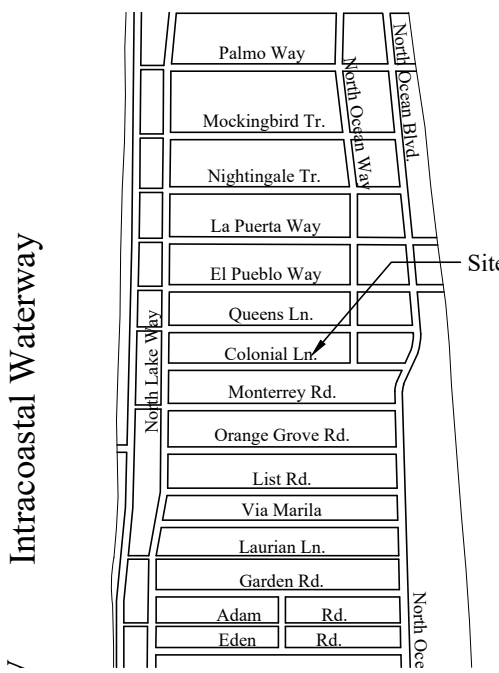 Palmo Way
North Ocean Blvd.
North Ocean Way
Mockingbird Tr.
Nightingale Tr.
La Puerta Way
El Pueblo Way
Site
Queens Ln.
Colonial Ln.
North Lake Way
Intracoastal Waterway
Monterrey Rd.
Orange Grove Rd.
List Rd.
Via Marila
Laurian Ln.
Garden Rd.
Adam Rd.
Eden Rd.
North Oce